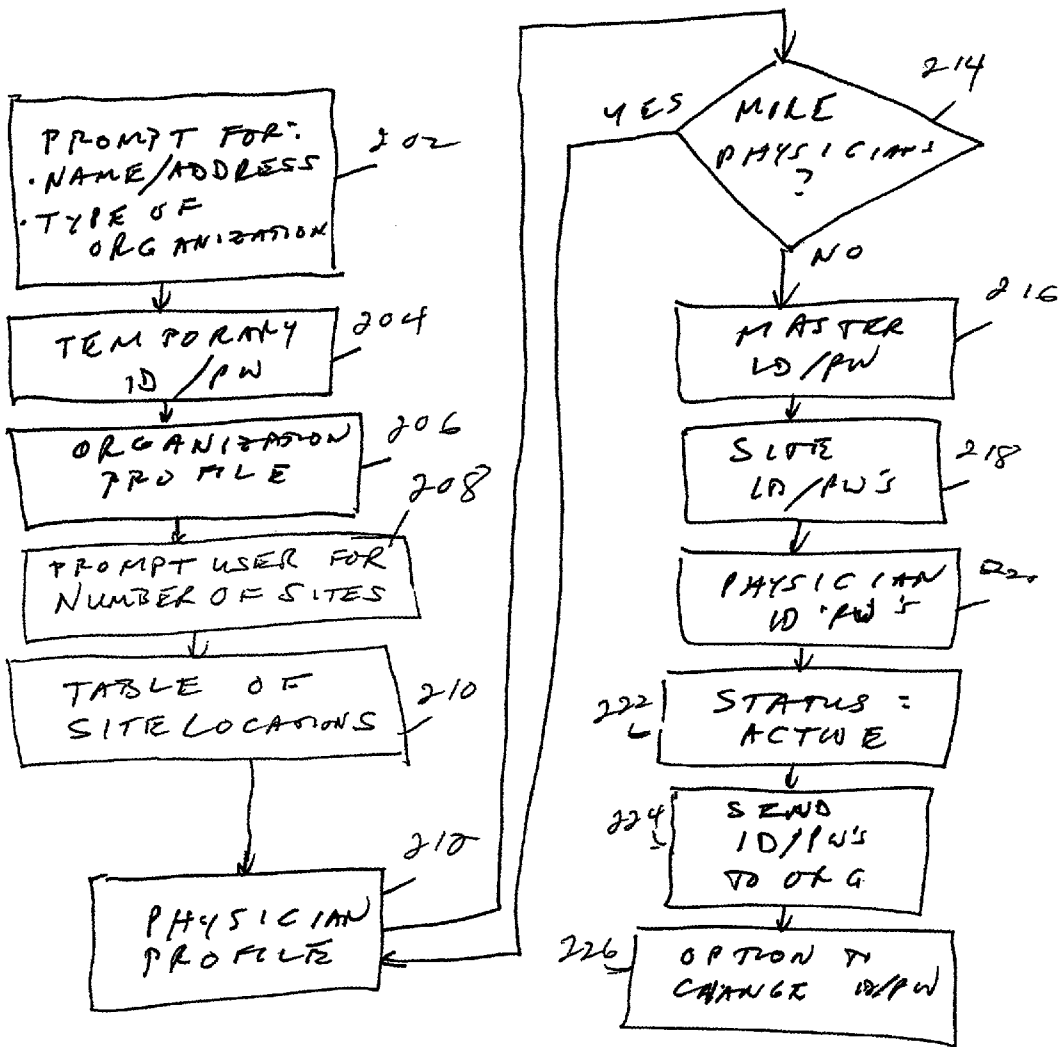 PROMPT FOR:
· NAME/ADDRESS
· TYPE OF
ORGANIZATION
202
TEMPORARY
ID / PW
204
ORGANIZATION
PROFILE
206
208
PROMPT USER FOR
NUMBER OF SITES
TABLE OF
SITE LOCATIONS
210
212
PHYSICIAN
PROFILE
214
YES
MORE
PHYSICIANS
?
NO
216
MASTER
ID/PW
SITE
ID/PW'S
218
PHYSICIAN
ID/PW'S
220
222
STATUS =
ACTIVE
224
SEND
ID/PW'S
TO ORG
226
OPTION TO
CHANGE ID/PW